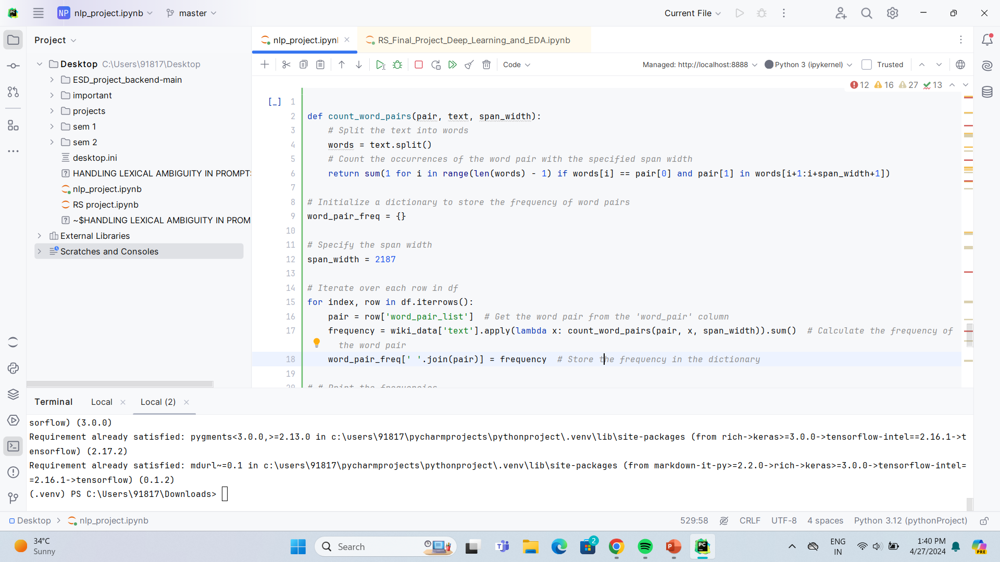 NP nlp_project.ipynb master Current File
Project
nlp_project.ipynl
RS_Final_Project_Deep_Learning_and_EDA.ipynb
Code Managed: http://localhost:8888 Python 3 (ipykernel) Trusted
12 16 27 13
Desktop C:\Users\91817\Desktop
ESD_project_backend-main
important
projects
sem 1
sem 2
desktop.ini
HANDLING LEXICAL AMBIGUITY IN PROMPT
nlp_project.ipynb
RS project.ipynb
~$HANDLING LEXICAL AMBIGUITY IN PROM
External Libraries
Scratches and Consoles
[_] 1
2 def count_word_pairs(pair, text, span_width):
3 # Split the text into words
4 words = text.split()
5 # Count the occurrences of the word pair with the specified span width
6 return sum(1 for i in range(len(words) - 1) if words[i] == pair[0] and pair[1] in words[i+1:i+span_width+1])
7
8 # Initialize a dictionary to store the frequency of word pairs
9 word_pair_freq = {}
10
11 # Specify the span width
12 span_width = 2187
13
14 # Iterate over each row in df
15 for index, row in df.iterrows():
16 pair = row['word_pair_list'] # Get the word pair from the 'word_pair' column
17 frequency = wiki_data['text'].apply(lambda x: count_word_pairs(pair, x, span_width)).sum() # Calculate the frequency of
the word pair
18 word_pair_freq[' '.join(pair)] = frequency # Store the frequency in the dictionary
19
20 # # Print the frequencies
Terminal Local Local (2)
sorflow) (3.0.0)
Requirement already satisfied: pygments<3.0.0,>=2.13.0 in c:\users\91817\pycharmprojects\pythonproject\.venv\lib\site-packages (from rich->keras>=3.0.0->tensorflow-intel==2.16.1->t
ensorflow) (2.17.2)
Requirement already satisfied: mdurl~=0.1 in c:\users\91817\pycharmprojects\pythonproject\.venv\lib\site-packages (from markdown-it-py>=2.2.0->rich->keras>=3.0.0->tensorflow-intel=
=2.16.1->tensorflow) (0.1.2)
(.venv) PS C:\Users\91817\Downloads>
Desktop > nlp_project.ipynb 529:58 CRLF UTF-8 4 spaces Python 3.12 (pythonProject)
34°C
Sunny
Search
2
ENG
IN
1:40 PM
4/27/2024
PRE